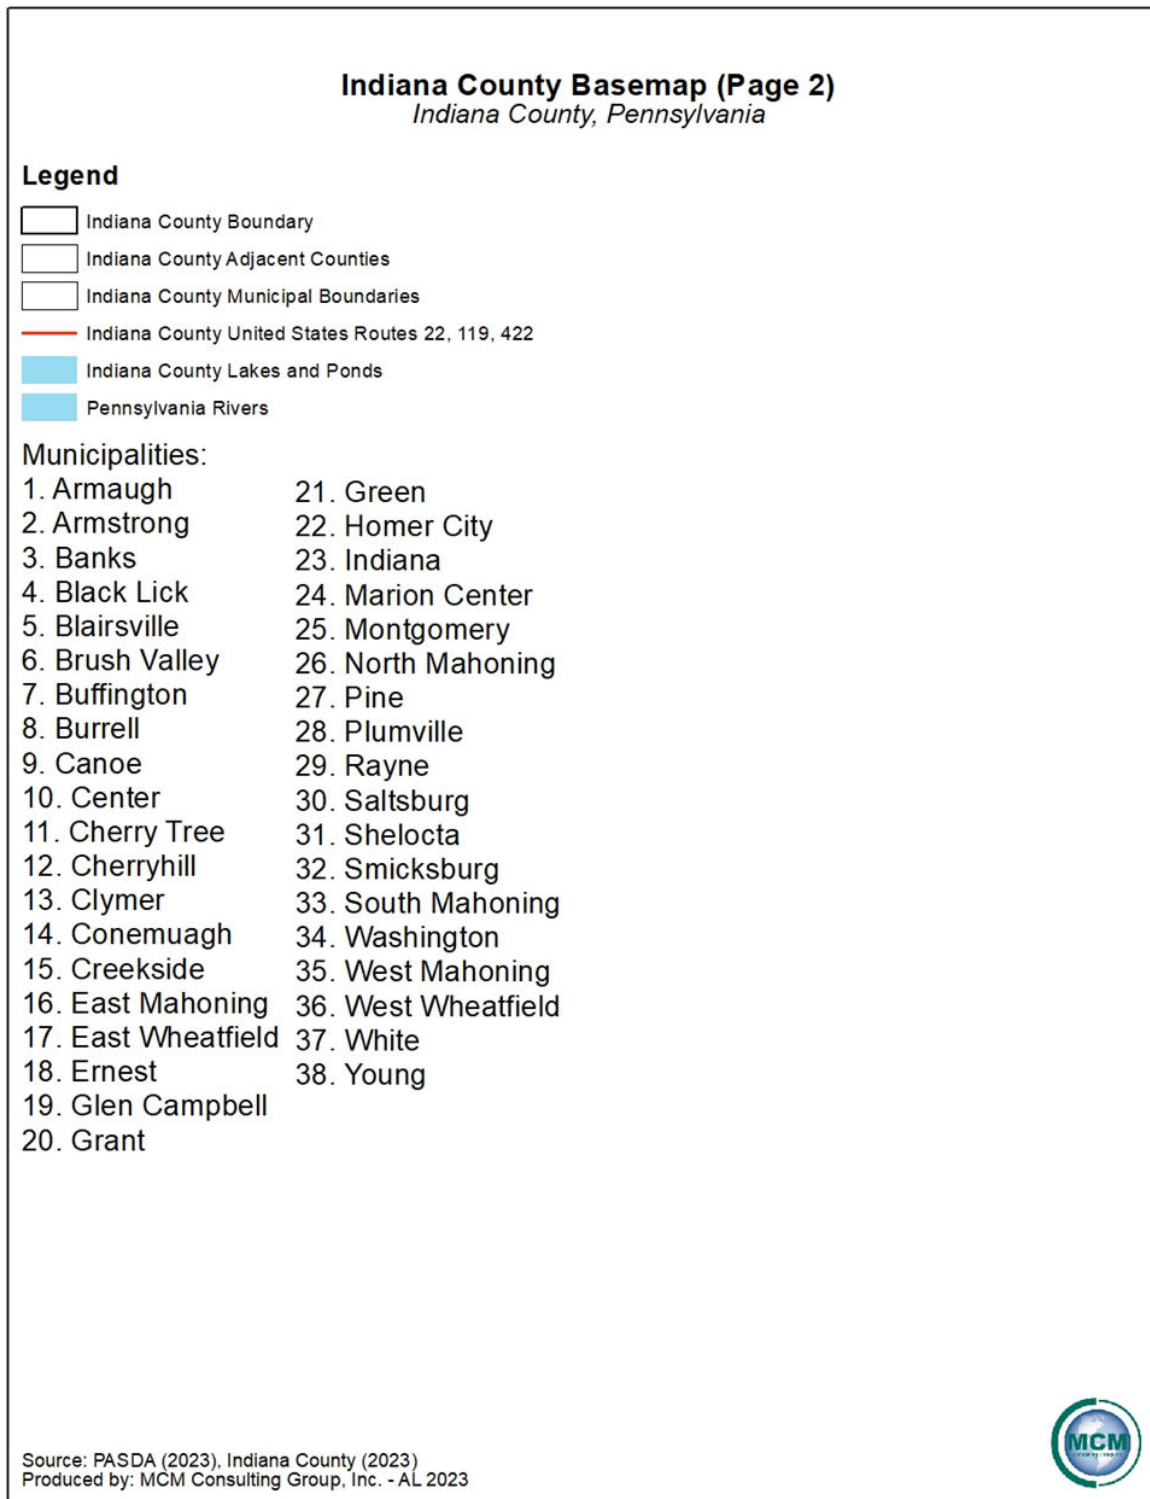 Indiana County Basemap (Page 2)
Indiana County, Pennsylvania
Legend
Indiana County Boundary
Indiana County Adjacent Counties
Indiana County Municipal Boundaries
Indiana County United States Routes 22, 119, 422
Indiana County Lakes and Ponds
Pennsylvania Rivers
Municipalities:
1. Armaugh
2. Armstrong
3. Banks
4. Black Lick
5. Blairsville
6. Brush Valley
7. Buffington
8. Burrell
9. Canoe
10. Center
11. Cherry Tree
12. Cherryhill
13. Clymer
14. Conemuagh
15. Creekside
16. East Mahoning
17. East Wheatfield
18. Ernest
19. Glen Campbell
20. Grant
21. Green
22. Homer City
23. Indiana
24. Marion Center
25. Montgomery
26. North Mahoning
27. Pine
28. Plumville
29. Rayne
30. Saltsburg
31. Shelocta
32. Smicksburg
33. South Mahoning
34. Washington
35. West Mahoning
36. West Wheatfield
37. White
38. Young
Source: PASDA (2023), Indiana County (2023)
Produced by: MCM Consulting Group, Inc. - AL 2023
MCM